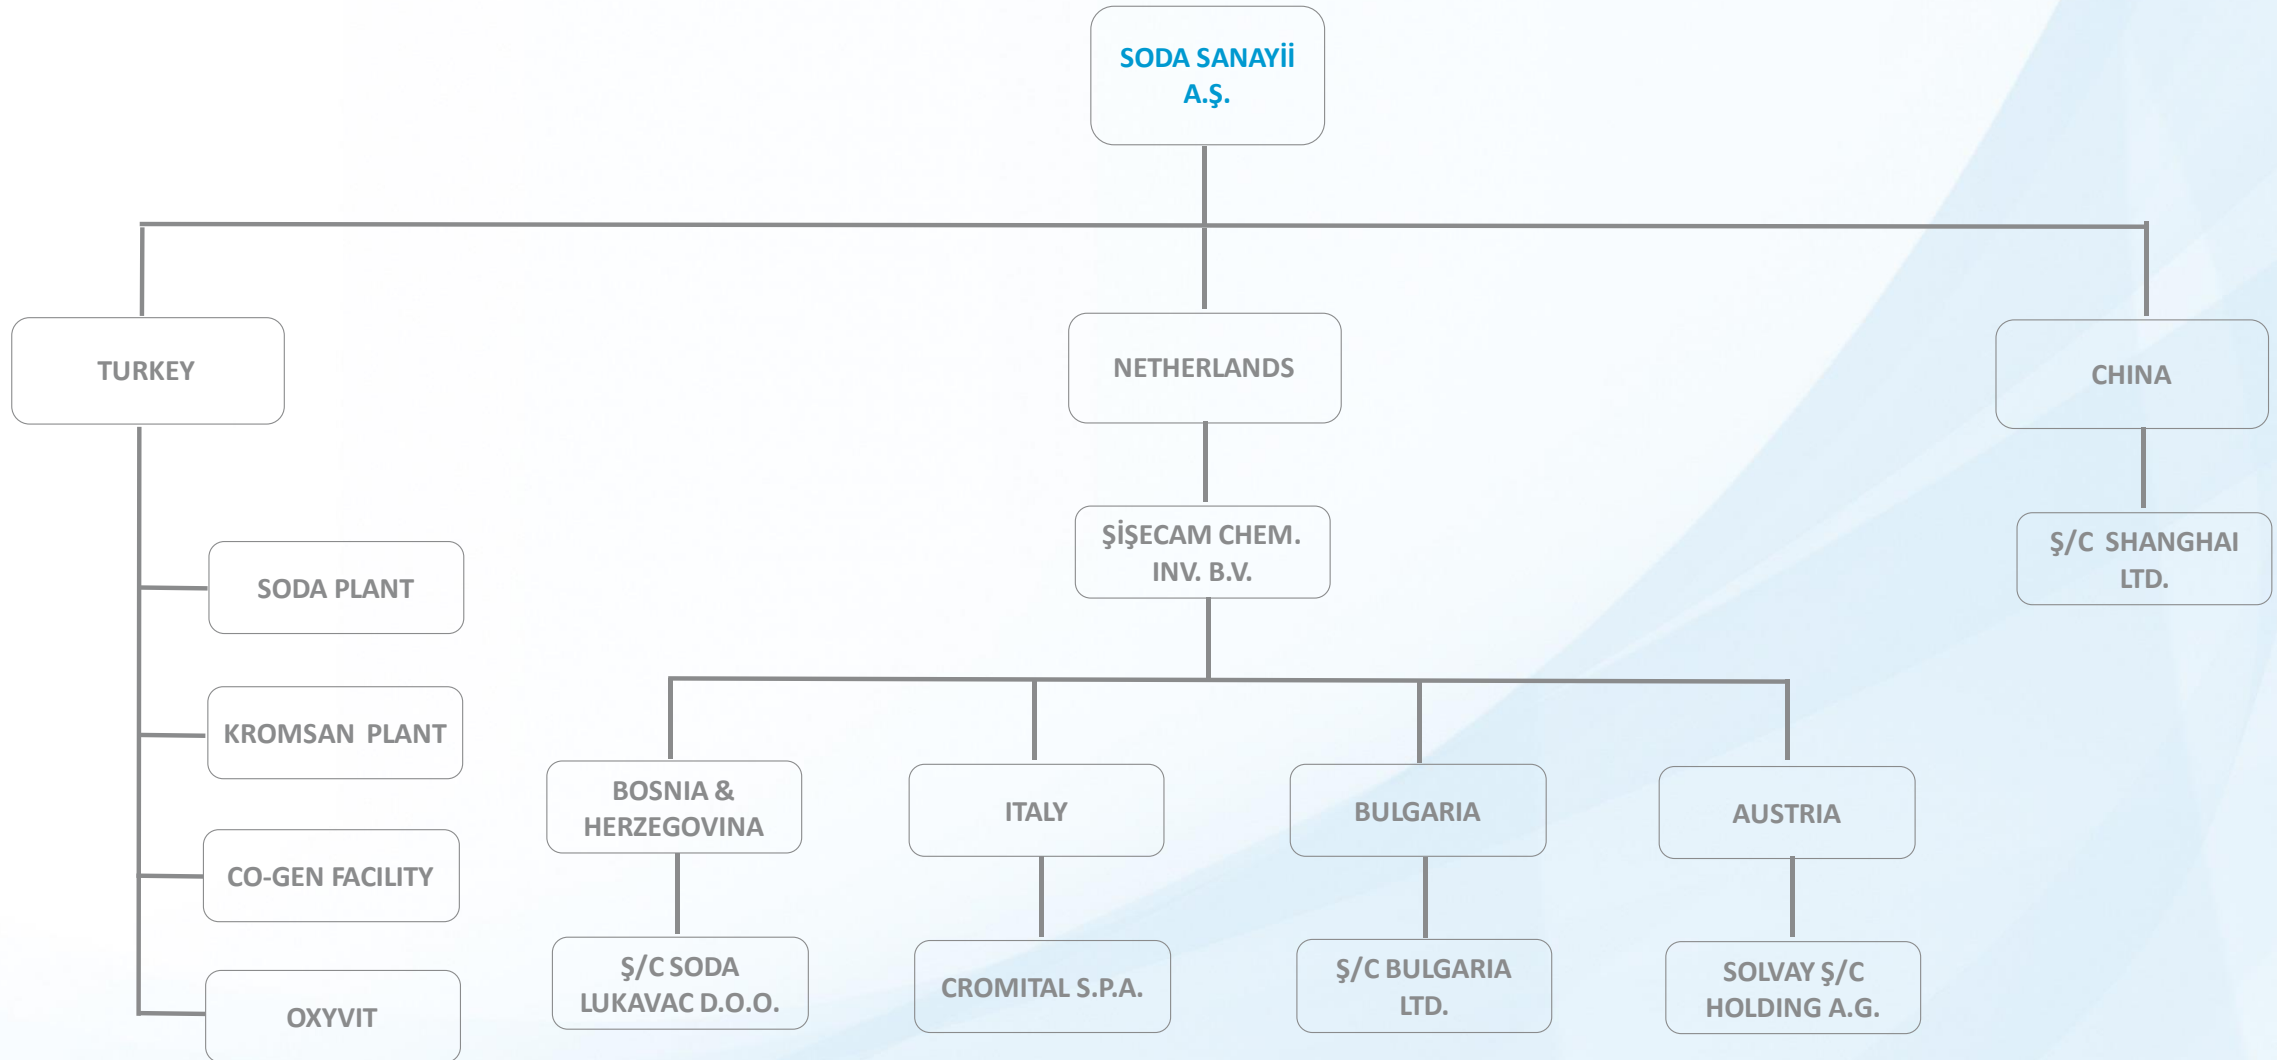 SODA SANAYİİ
A.Ş.
TURKEY
NETHERLANDS
CHINA
ŞİŞECAM CHEM.
INV. B.V.
Ş/C SHANGHAI
LTD.
SODA PLANT
KROMSAN PLANT
CO-GEN FACILITY
OXYVIT
BOSNIA &
HERZEGOVINA
ITALY
BULGARIA
AUSTRIA
Ş/C SODA
LUKAVAC D.O.O.
CROMITAL S.P.A.
Ş/C BULGARIA
LTD.
SOLVAY Ş/C
HOLDING A.G.